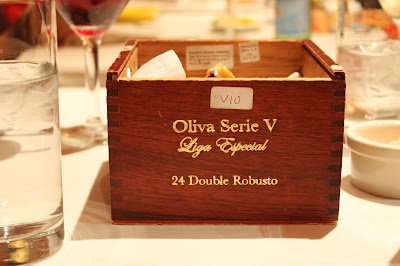 V10
Oliva Serie V
Liga Especial
24 Double Robusto